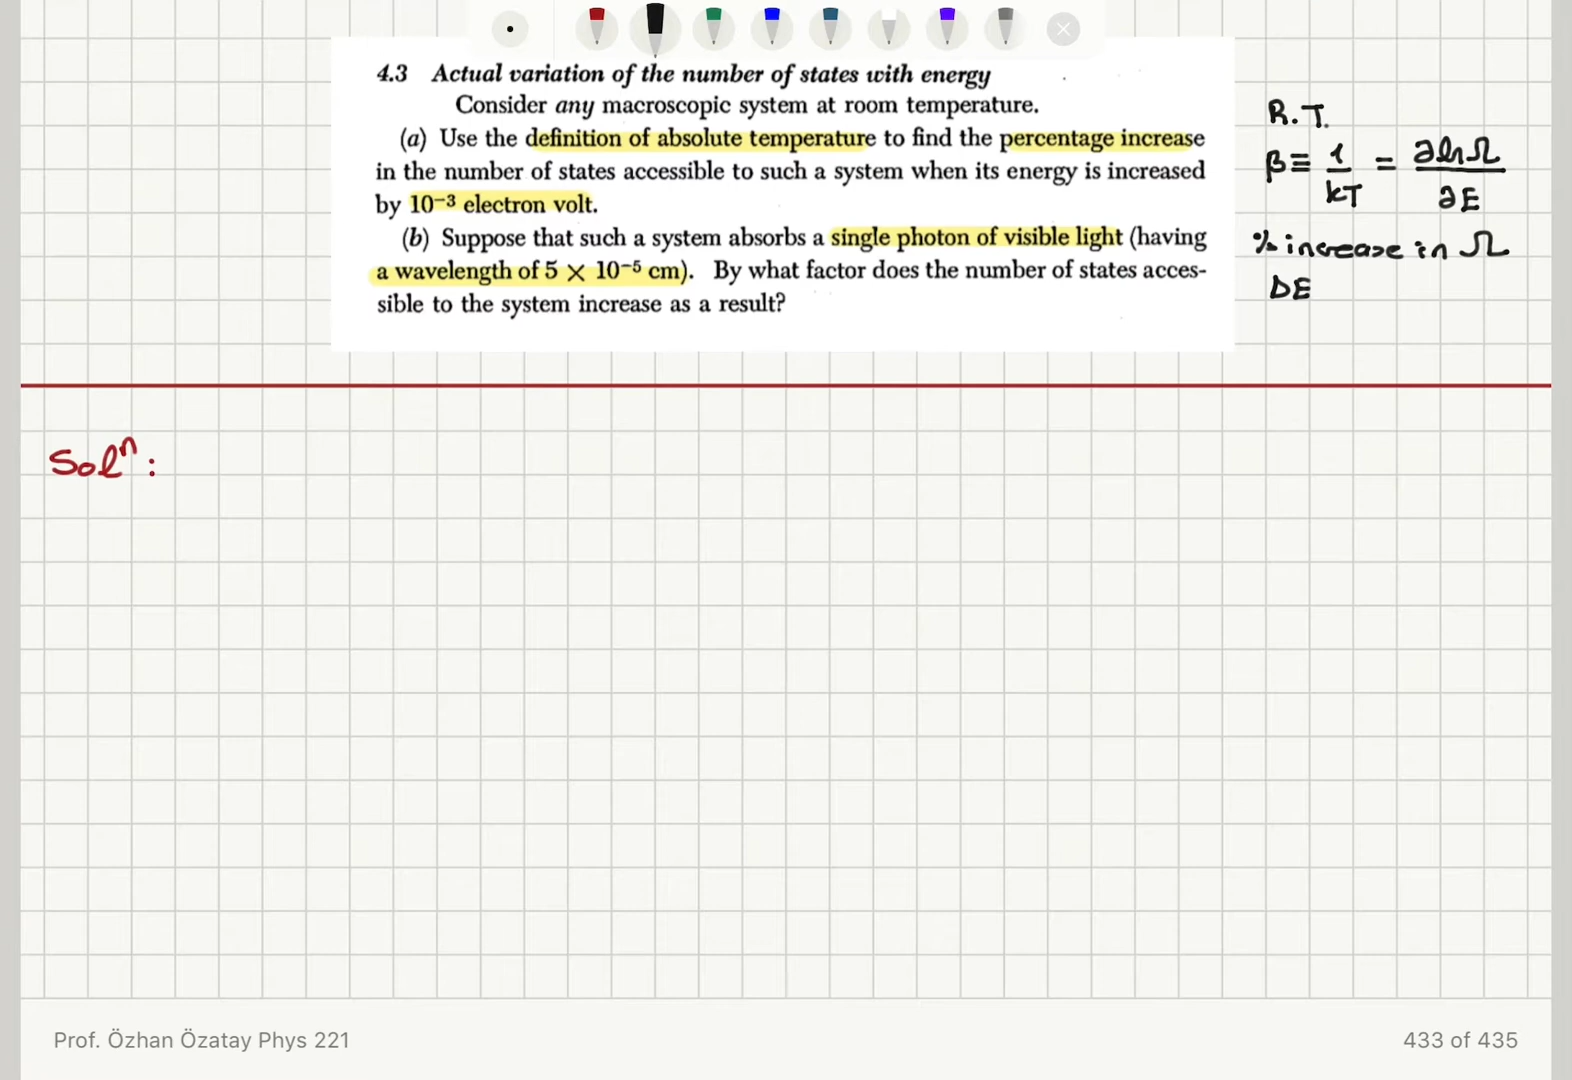 4.3 Actual variation of the number of states with energy
Consider any macroscopic system at room temperature.
(a) Use the definition of absolute temperature to find the percentage increase
in the number of states accessible to such a system when its energy is increased
by 10⁻³ electron volt.
(b) Suppose that such a system absorbs a single photon of visible light (having
a wavelength of 5 × 10⁻⁵ cm). By what factor does the number of states acces-
sible to the system increase as a result?
R.T.
β ≡ 1/kT = ∂lnΩ/∂E
% increase in Ω
ΔE
Solⁿ:
Prof. Özhan Özatay Phys 221
433 of 435